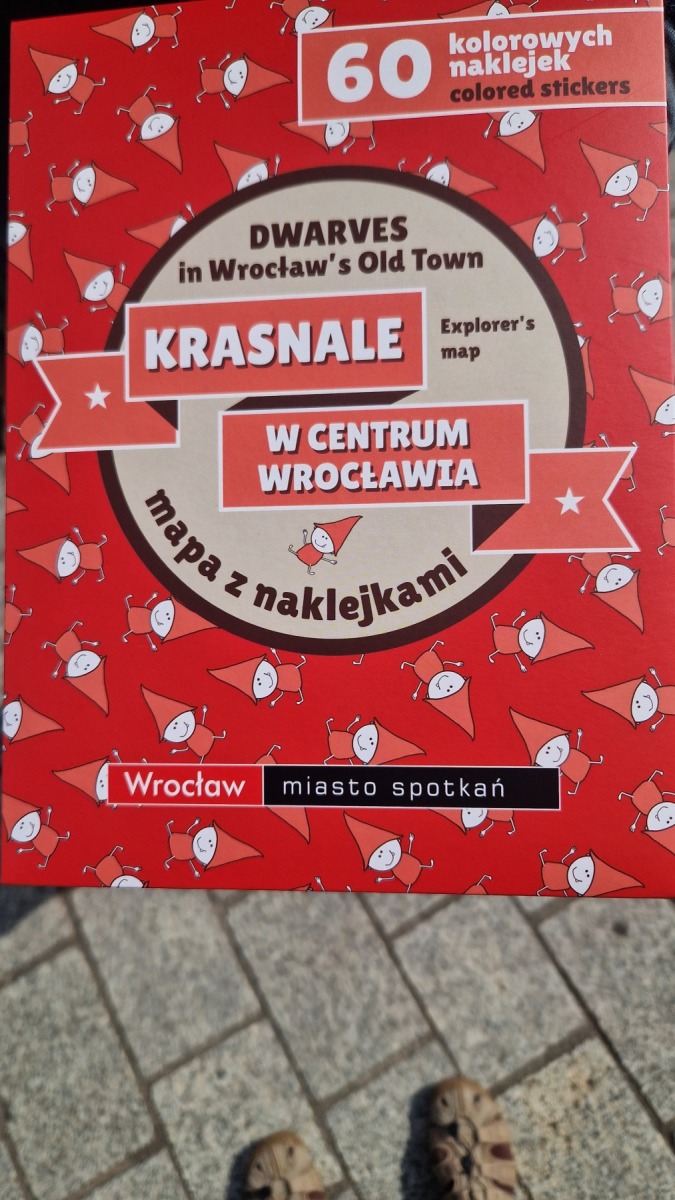 60
kolorowych
naklejek
colored stickers
DWARVES
in Wrocław's Old Town
KRASNALE
Explorer's
map
W CENTRUM
WROCŁAWIA
mapa z naklejkami
Wrocław miasto spotkań